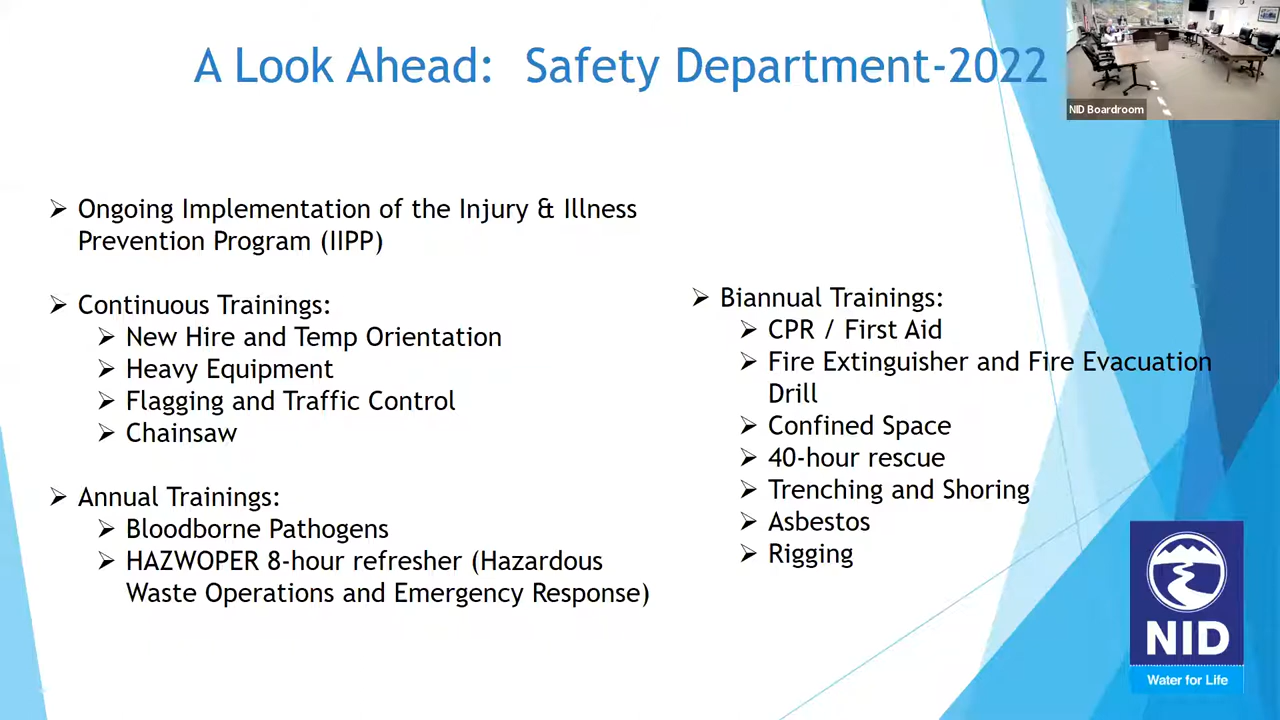 A Look Ahead: Safety Department-2022
NID Boardroom
Ongoing Implementation of the Injury & Illness
Prevention Program (IIPP)
Continuous Trainings:
New Hire and Temp Orientation
Heavy Equipment
Flagging and Traffic Control
Chainsaw
Annual Trainings:
Bloodborne Pathogens
HAZWOPER 8-hour refresher (Hazardous
Waste Operations and Emergency Response)
Biannual Trainings:
CPR / First Aid
Fire Extinguisher and Fire Evacuation
Drill
Confined Space
40-hour rescue
Trenching and Shoring
Asbestos
Rigging
NID
Water for Life